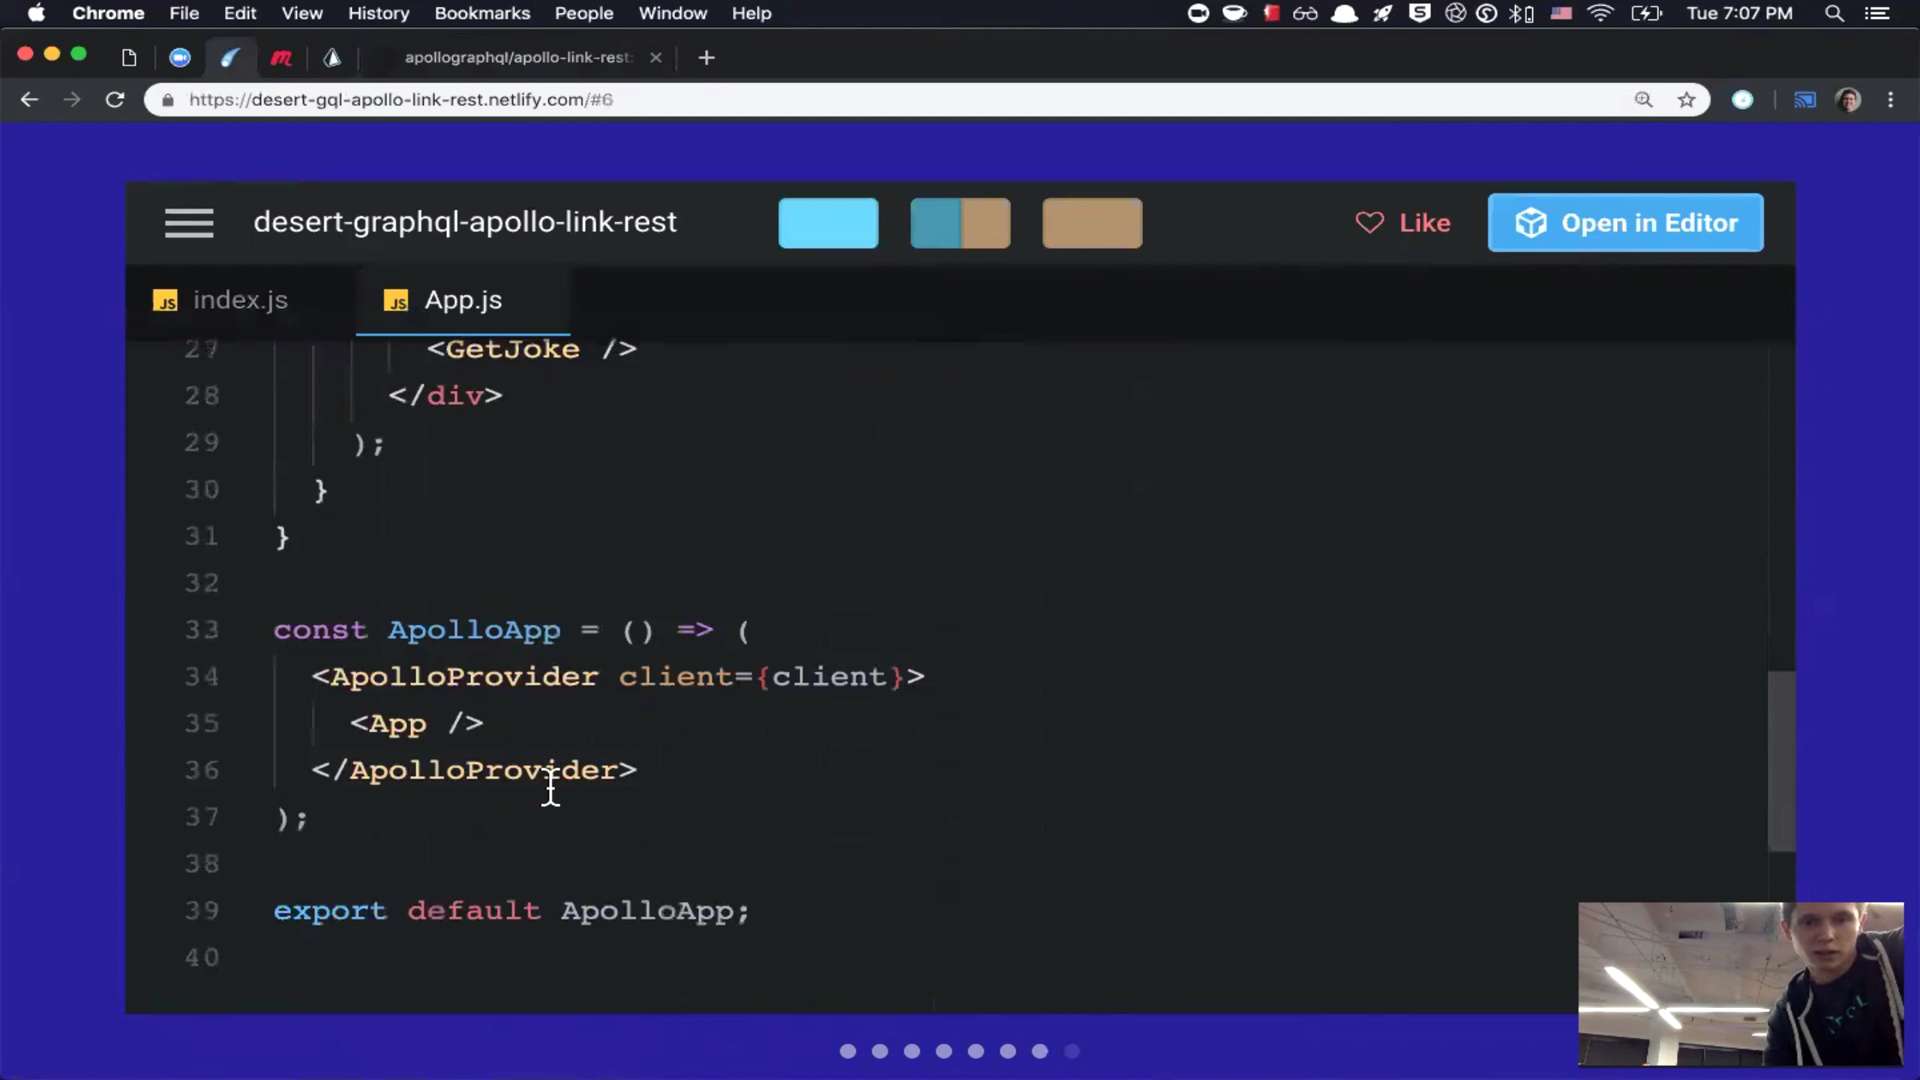 Chrome File Edit View History Bookmarks People Window Help Tue 7:07 PM
apollographql/apollo-link-rest:
https://desert-gql-apollo-link-rest.netlify.com/#6
desert-graphql-apollo-link-rest Like Open in Editor
JS index.js JS App.js
27 <GetJoke />
28 </div>
29 );
30 }
31 }
32
33 const ApolloApp = () => (
34 <ApolloProvider client={client}>
35 <App />
36 </ApolloProvider>
37 );
38
39 export default ApolloApp;
40